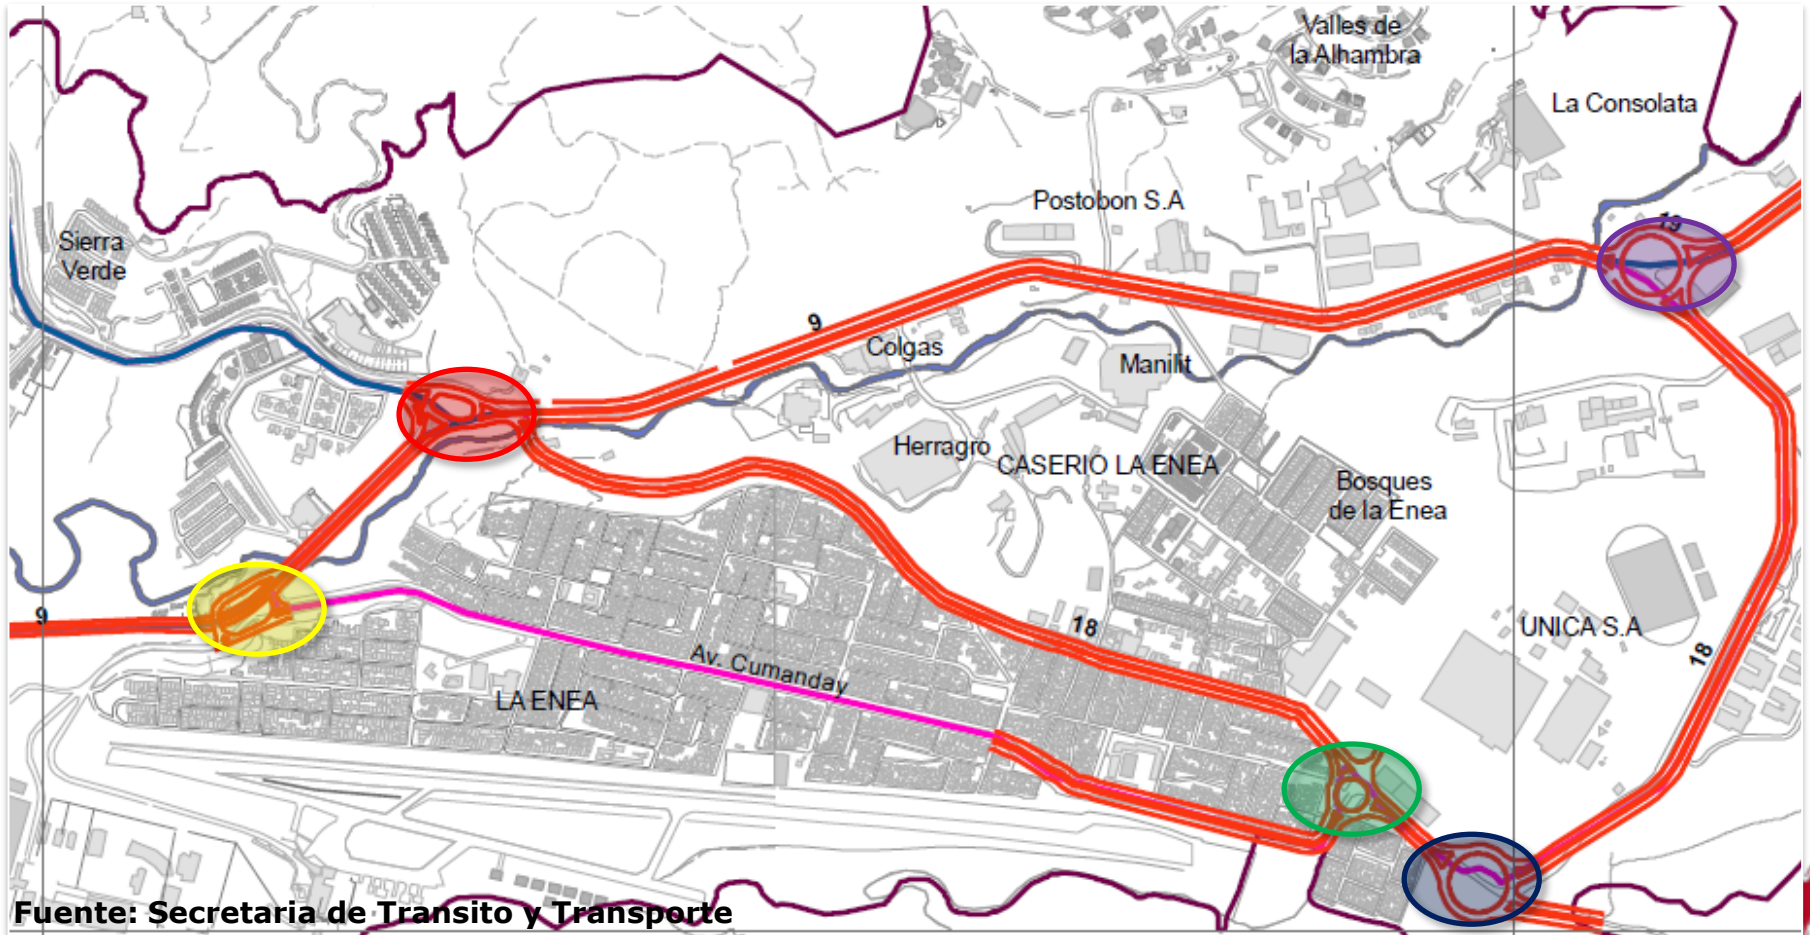 Valles de
la Alhambra
La Consolata
Postobon S.A
19
Sierra
Verde
9
Colgas
Manilit
Herragro
CASERIO LA ENEA
Bosques
de la Enea
9
18
UNICA S.A
18
Av. Cumanday
LA ENEA
Fuente: Secretaria de Transito y Transporte